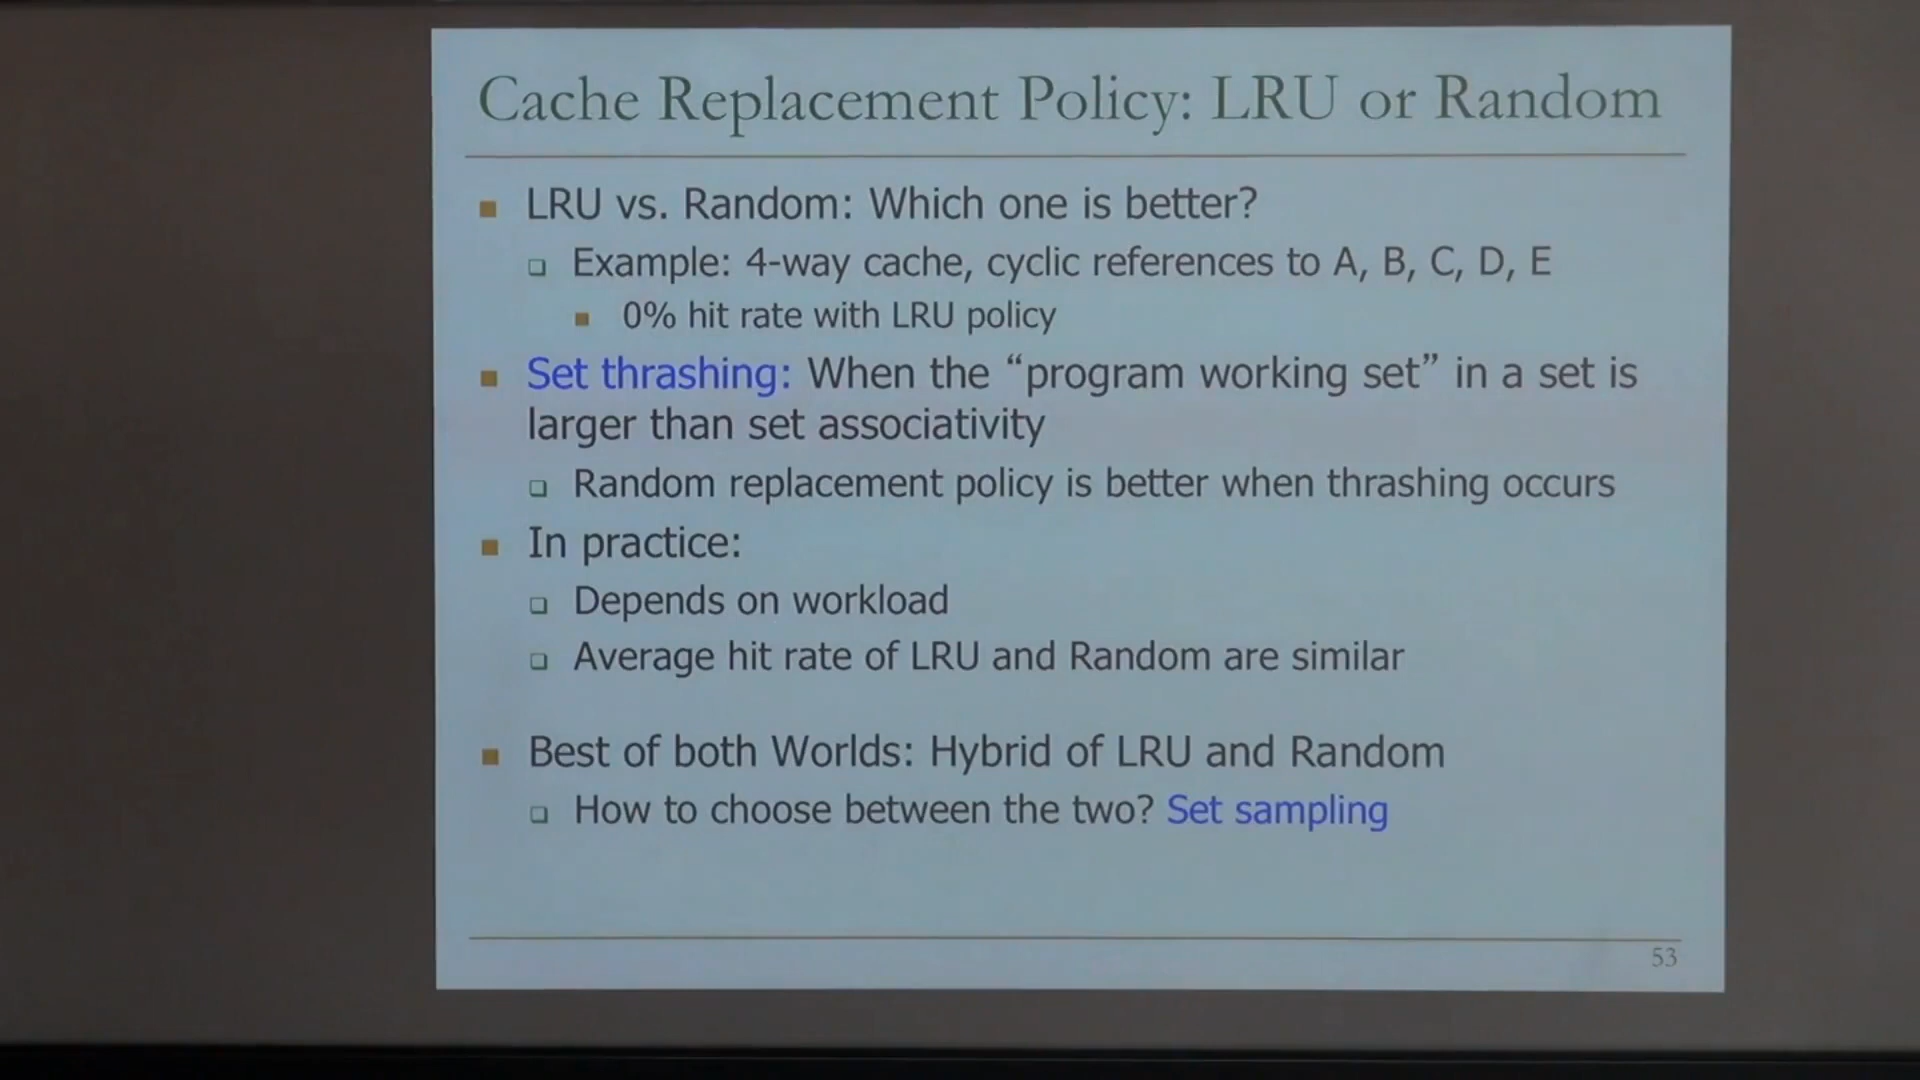 Cache Replacement Policy: LRU or Random
LRU vs. Random: Which one is better?
Example: 4-way cache, cyclic references to A, B, C, D, E
0% hit rate with LRU policy
Set thrashing: When the “program working set” in a set is
larger than set associativity
Random replacement policy is better when thrashing occurs
In practice:
Depends on workload
Average hit rate of LRU and Random are similar
Best of both Worlds: Hybrid of LRU and Random
How to choose between the two? Set sampling
53